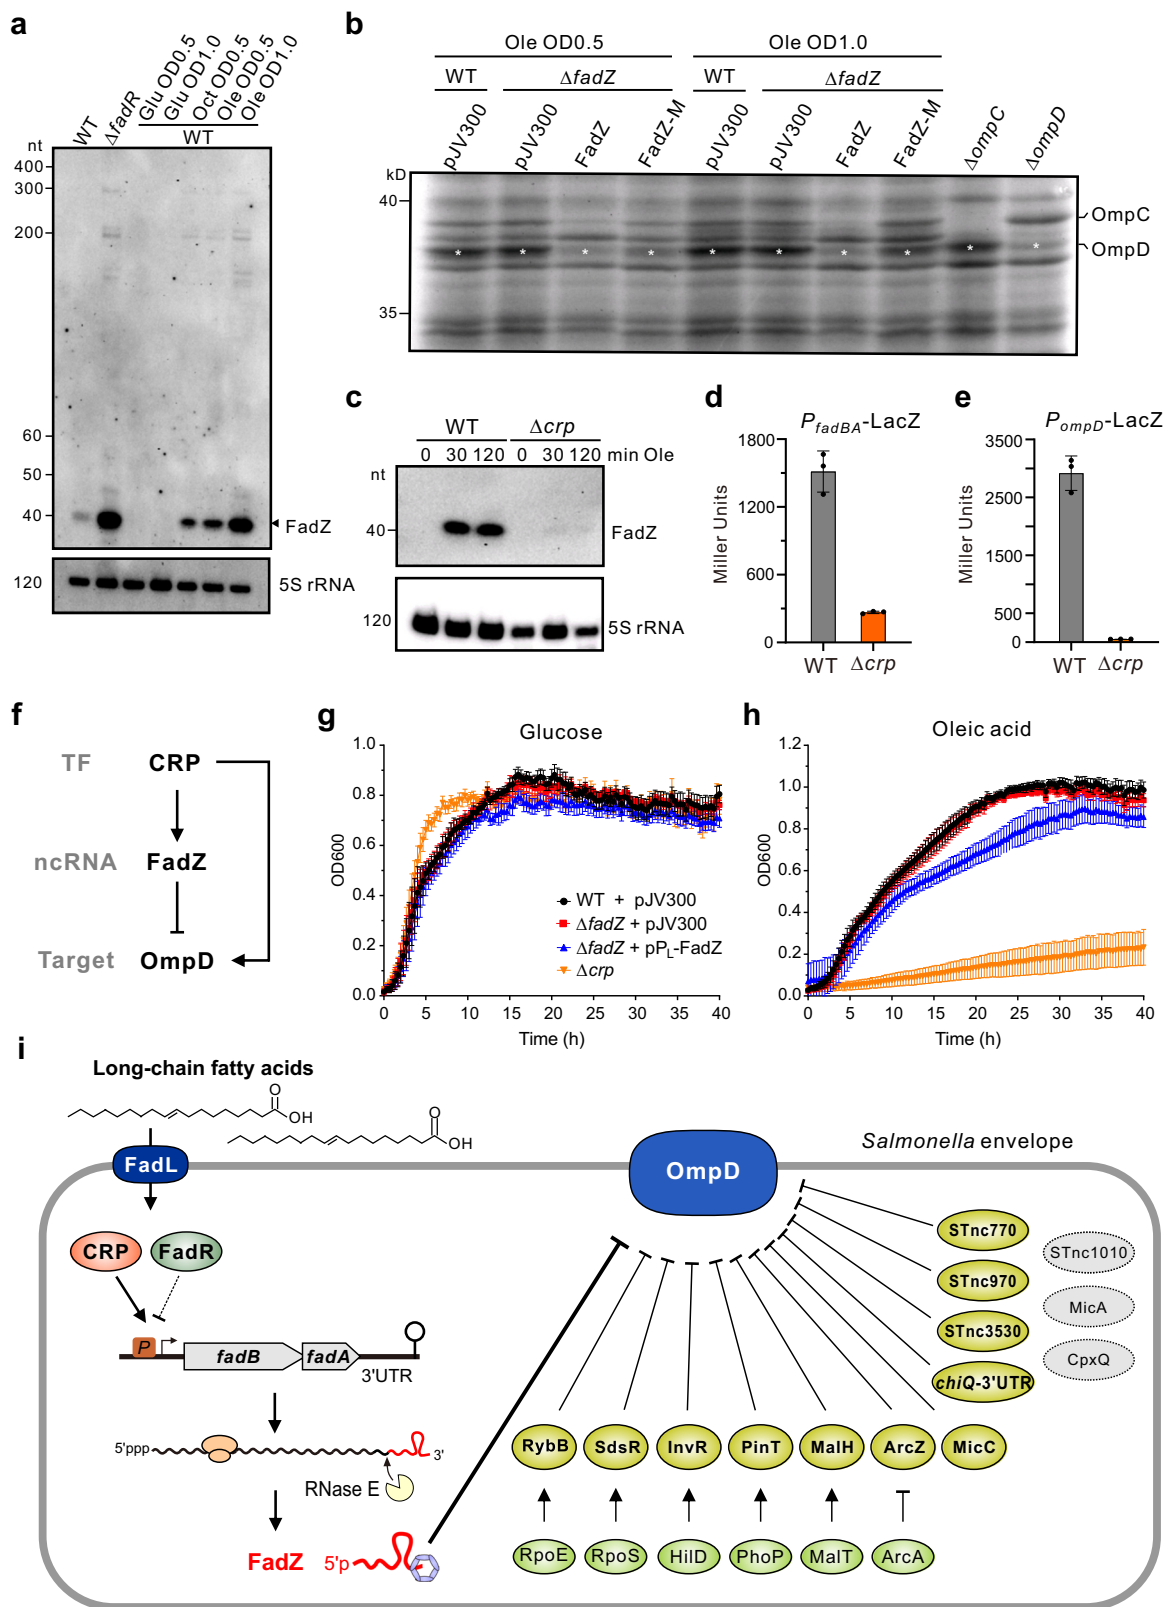 a
WT
ΔfadR
Glu OD0.5
Glu OD1.0
Oct OD0.5
Ole OD0.5
Ole OD1.0
WT
nt
400
300
200
60
50
40
FadZ
120
5S rRNA
b
Ole OD0.5
Ole OD1.0
WT
ΔfadZ
WT
ΔfadZ
pJV300
pJV300
FadZ
FadZ-M
pJV300
pJV300
FadZ
FadZ-M
ΔompC
ΔompD
kD
40
35
* * * * * * * * * *
OmpC
OmpD
c
WT
Δcrp
0 30 120 0 30 120 min Ole
nt
40
FadZ
120
5S rRNA
d
PfadBA-LacZ
Miller Units
1800
1200
600
0
WT
Δcrp
e
PompD-LacZ
Miller Units
3500
3000
2500
500
0
WT
Δcrp
f
TF
CRP
ncRNA
FadZ
Target
OmpD
g
Glucose
OD600
1.0
0.8
0.6
0.4
0.2
0.0
0 5 10 15 20 25 30 35 40
Time (h)
WT + pJV300
ΔfadZ + pJV300
ΔfadZ + pPL-FadZ
Δcrp
h
Oleic acid
OD600
1.2
1.0
0.8
0.6
0.4
0.2
0.0
0 5 10 15 20 25 30 35 40
Time (h)
i
Long-chain fatty acids
O
OH
O
OH
Salmonella envelope
FadL
OmpD
CRP
FadR
P
fadB
fadA
3'UTR
5'ppp
3'
RNase E
FadZ
5'p
STnc770
STnc970
STnc3530
chiQ-3'UTR
STnc1010
MicA
CpxQ
RybB
SdsR
InvR
PinT
MalH
ArcZ
MicC
RpoE
RpoS
HilD
PhoP
MalT
ArcA